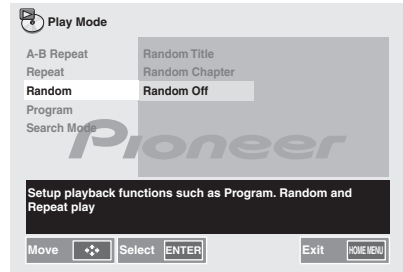 Play Mode
A-B Repeat
Random Title
Repeat
Random Chapter
Random
Random Off
Program
Search Mode
Pioneer
Setup playback functions such as Program. Random and
Repeat play
Move
Select ENTER
Exit HOME MENU